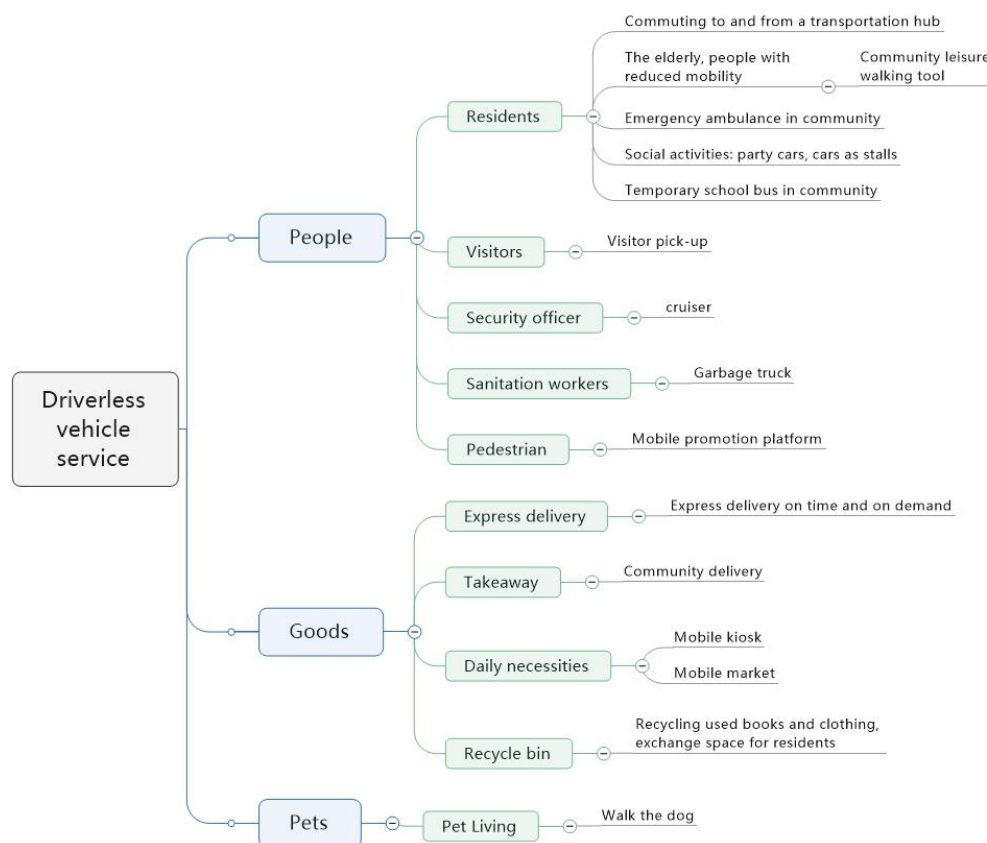 Driverless
vehicle
service
People
Residents
Commuting to and from a transportation hub
The elderly, people with
reduced mobility
Community leisure
walking tool
Emergency ambulance in community
Social activities: party cars, cars as stalls
Temporary school bus in community
Visitors
Visitor pick-up
Security officer
cruiser
Sanitation workers
Garbage truck
Pedestrian
Mobile promotion platform
Goods
Express delivery
Express delivery on time and on demand
Takeaway
Community delivery
Daily necessities
Mobile kiosk
Mobile market
Recycle bin
Recycling used books and clothing,
exchange space for residents
Pets
Pet Living
Walk the dog